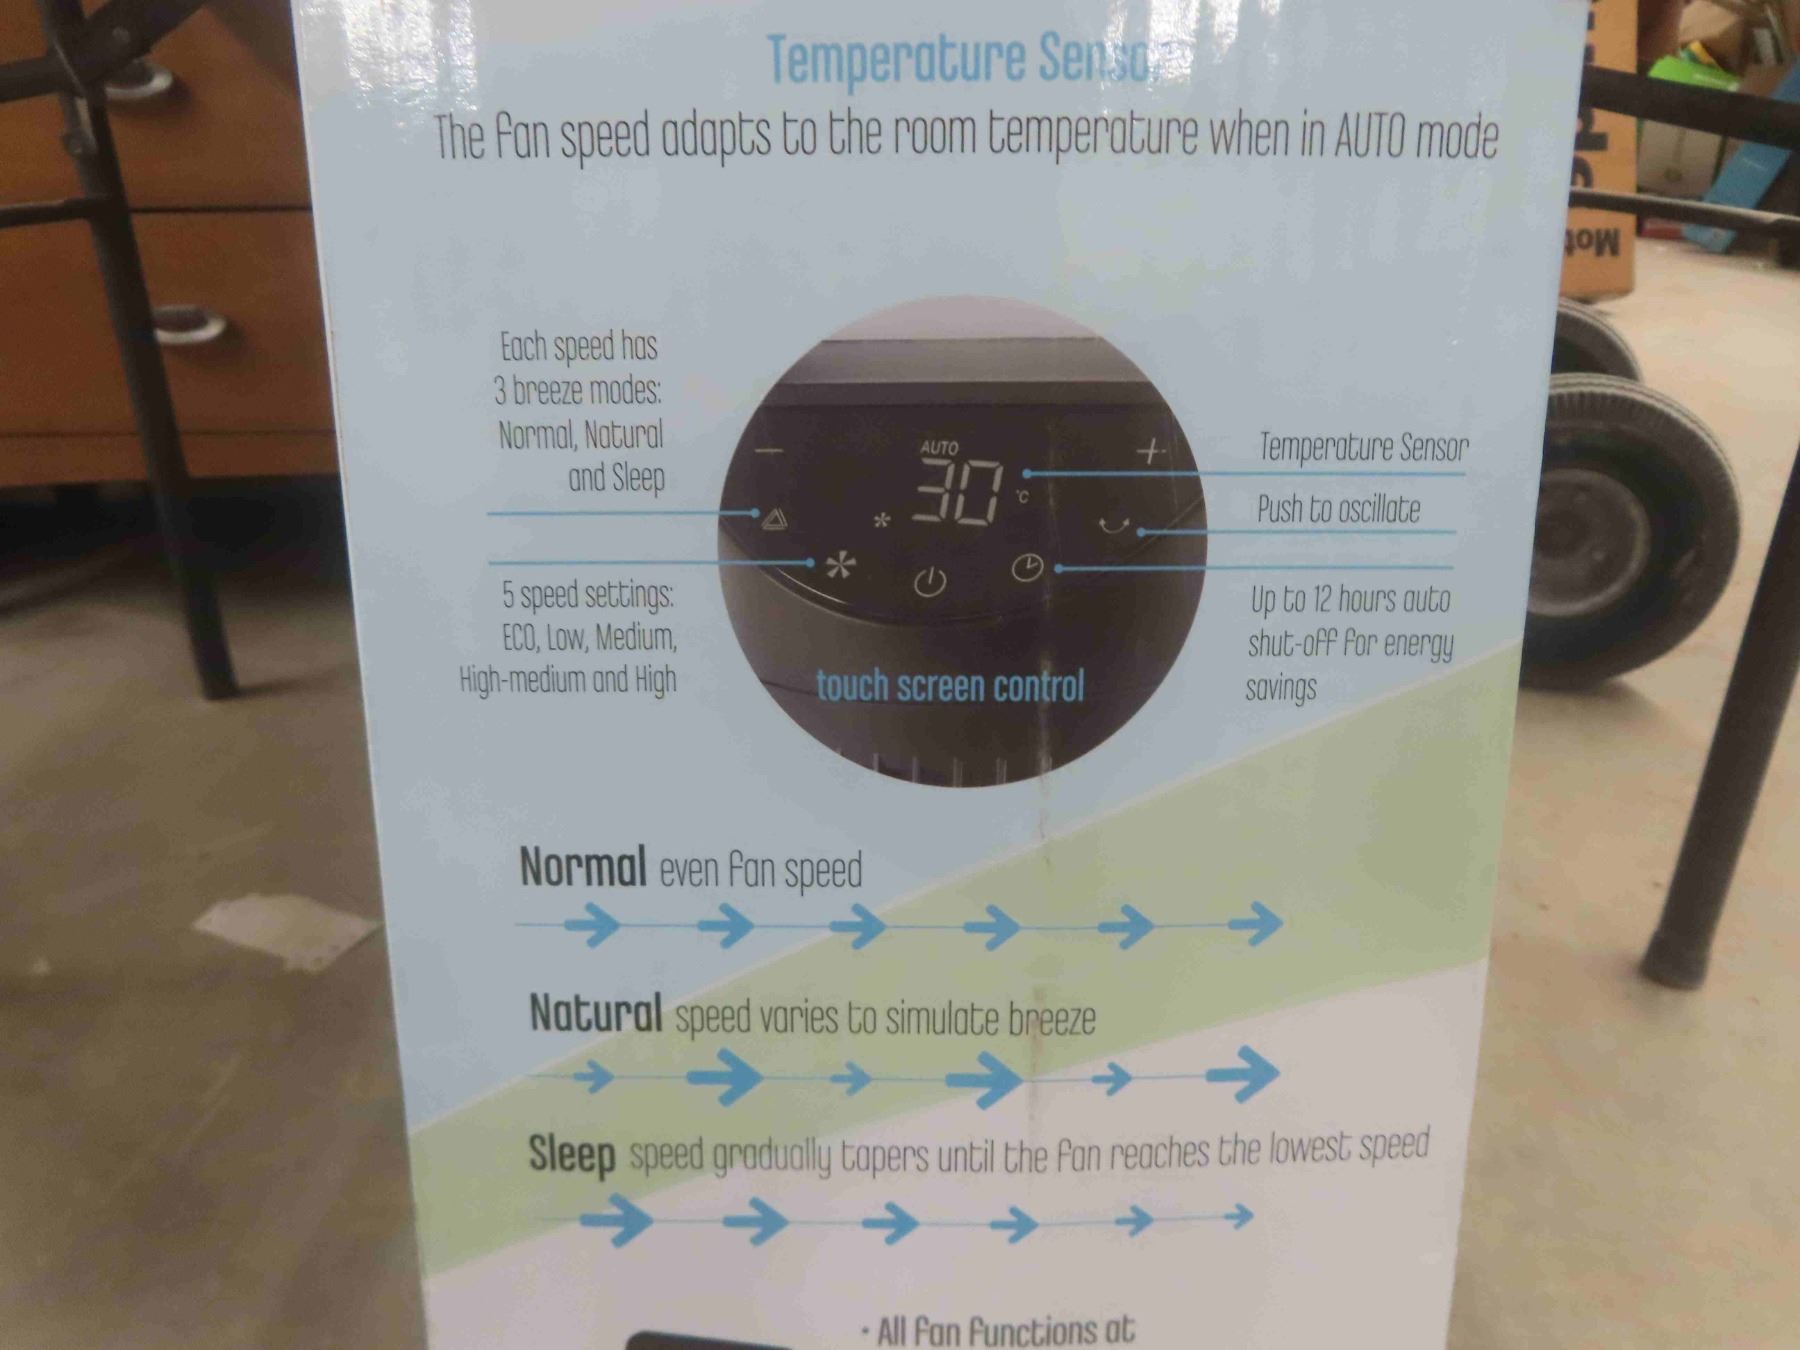 Temperature Sensor
The fan speed adapts to the room temperature when in AUTO mode
Each speed has
3 breeze modes:
Normal, Natural
and Sleep
5 speed settings:
ECO, Low, Medium,
High-medium and High
AUTO
30
°C
touch screen control
Temperature Sensor
Push to oscillate
Up to 12 hours auto
shut-off for energy
savings
Normal even fan speed
Natural speed varies to simulate breeze
Sleep speed gradually tapers until the fan reaches the lowest speed
• All fan functions at